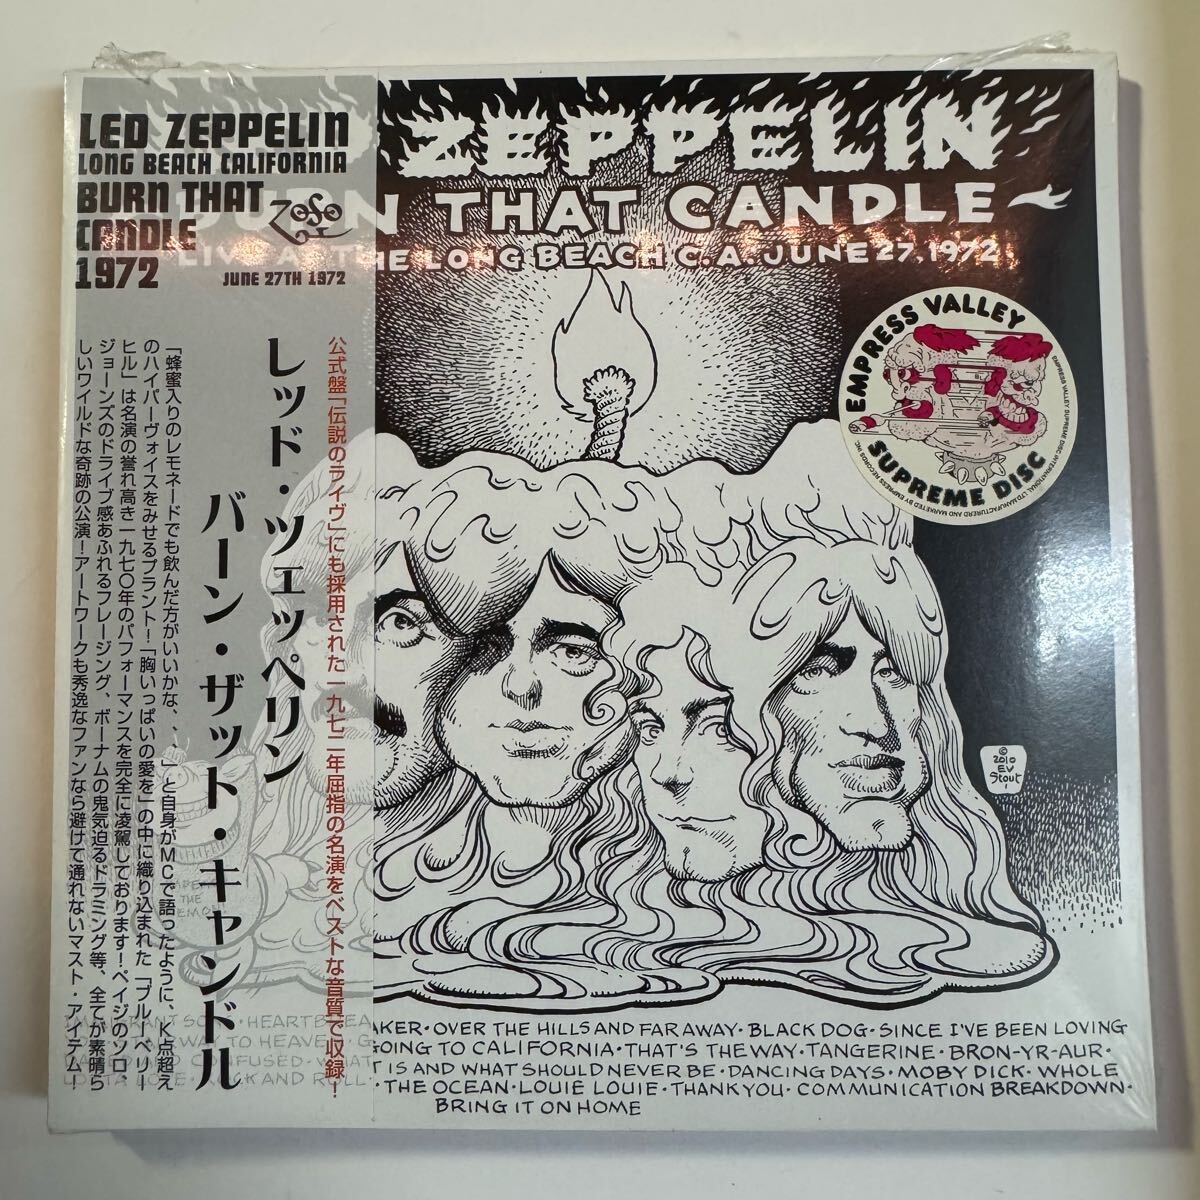 LED ZEPPELIN
LONG BEACH CALIFORNIA
BURN THAT
CANDLE
1972
ZOSO
JUNE 27TH 1972
ZEPPELIN
THAT CANDLE
LIVE AT THE LONG BEACH C.A. JUNE 27, 1972
EMPRESS VALLEY
SUPREME DISC
公式盤「伝説のライヴ」にも採用された一九七二年屈指の名演をベストな音質で収録!
レッド・ツェッペリン
バーン・ザット・キャンドル
「蜂蜜入りのレモネードでも飲んだ方がいいかな、、、」と自身がMCで語ったように、K点超え
のハイパーヴォイスをみせるプラント!「胸いっぱいの愛を」の中に織り込まれた「ブルーベリー
ヒル」は名演の誉れ高き一九七〇年のパフォーマンスを完全に凌駕しております!ペイジのソロ、
ジョーンズのドライブ感あふれるフレージング、ボーナムの鬼気迫るドラミング等、全てが素晴ら
しいワイルドな奇跡の公演!アートワークも秀逸なファンなら避けて通れないマスト・アイテム!
© 2010
EV
Stout
IMMIGRANT SONG · HEARTBREAKER · OVER THE HILLS AND FAR AWAY · BLACK DOG · SINCE I'VE BEEN LOVING
WAY TO HEAVEN · GOING TO CALIFORNIA · THAT'S THE WAY · TANGERINE · BRON-YR-AUR ·
CONFUSED · WHAT IS AND WHAT SHOULD NEVER BE · DANCING DAYS · MOBY DICK · WHOLE
LOTTA LOVE · ROCK AND ROLL · THE OCEAN · LOUIE LOUIE · THANK YOU · COMMUNICATION BREAKDOWN ·
BRING IT ON HOME